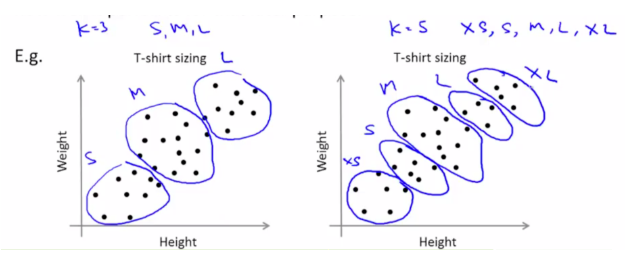 K=3 S, M, L
K=5 XS, S, M, L, XL
E.g.
T-shirt sizing
L
M
S
Weight
Height
T-shirt sizing
XL
L
M
S
XS
Weight
Height